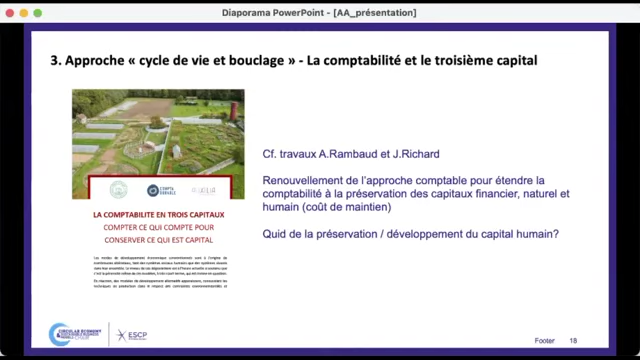 Diaporama PowerPoint - [AA_présentation]
3. Approche « cycle de vie et bouclage » - La comptabilité et le troisième capital
Cf. travaux A.Rambaud et J.Richard
Renouvellement de l'approche comptable pour étendre la
comptabilité à la préservation des capitaux financier, naturel et
humain (coût de maintien)
Quid de la préservation / développement du capital humain?
LA COMPTABILITE EN TROIS CAPITAUX
COMPTER CE QUI COMPTE POUR
CONSERVER CE QUI EST CAPITAL
CIRCULAR ECONOMY
ESCP
Footer
18